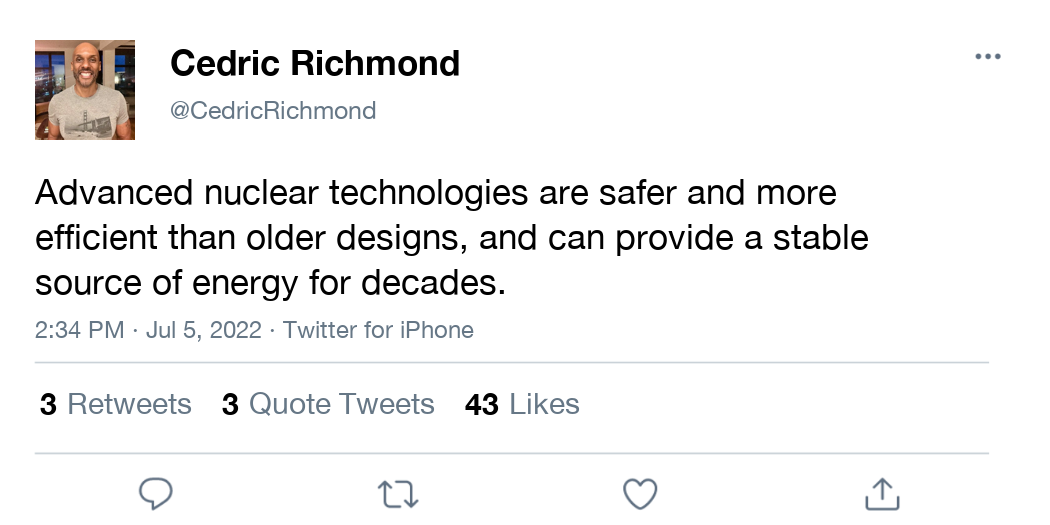 Cedric Richmond
@CedricRichmond
Advanced nuclear technologies are safer and more
efficient than older designs, and can provide a stable
source of energy for decades.
2:34 PM · Jul 5, 2022 · Twitter for iPhone
3 Retweets 3 Quote Tweets 43 Likes